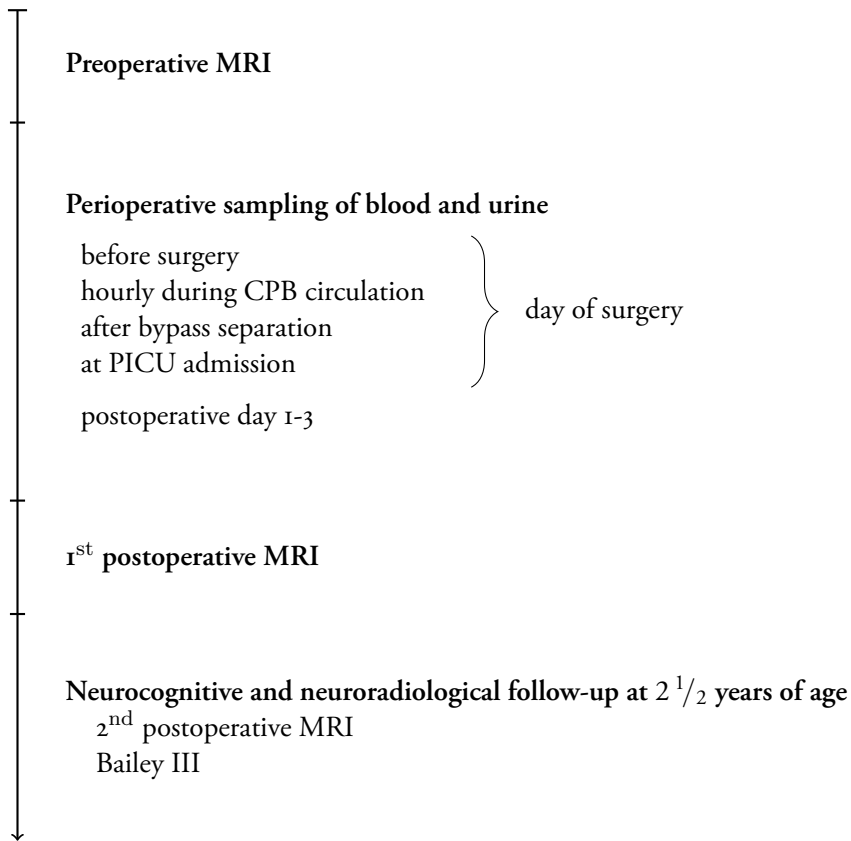 Preoperative MRI
Perioperative sampling of blood and urine
before surgery
hourly during CPB circulation
after bypass separation
at PICU admission
day of surgery
postoperative day 1-3
1st postoperative MRI
Neurocognitive and neuroradiological follow-up at 2 1/2 years of age
2nd postoperative MRI
Bailey III